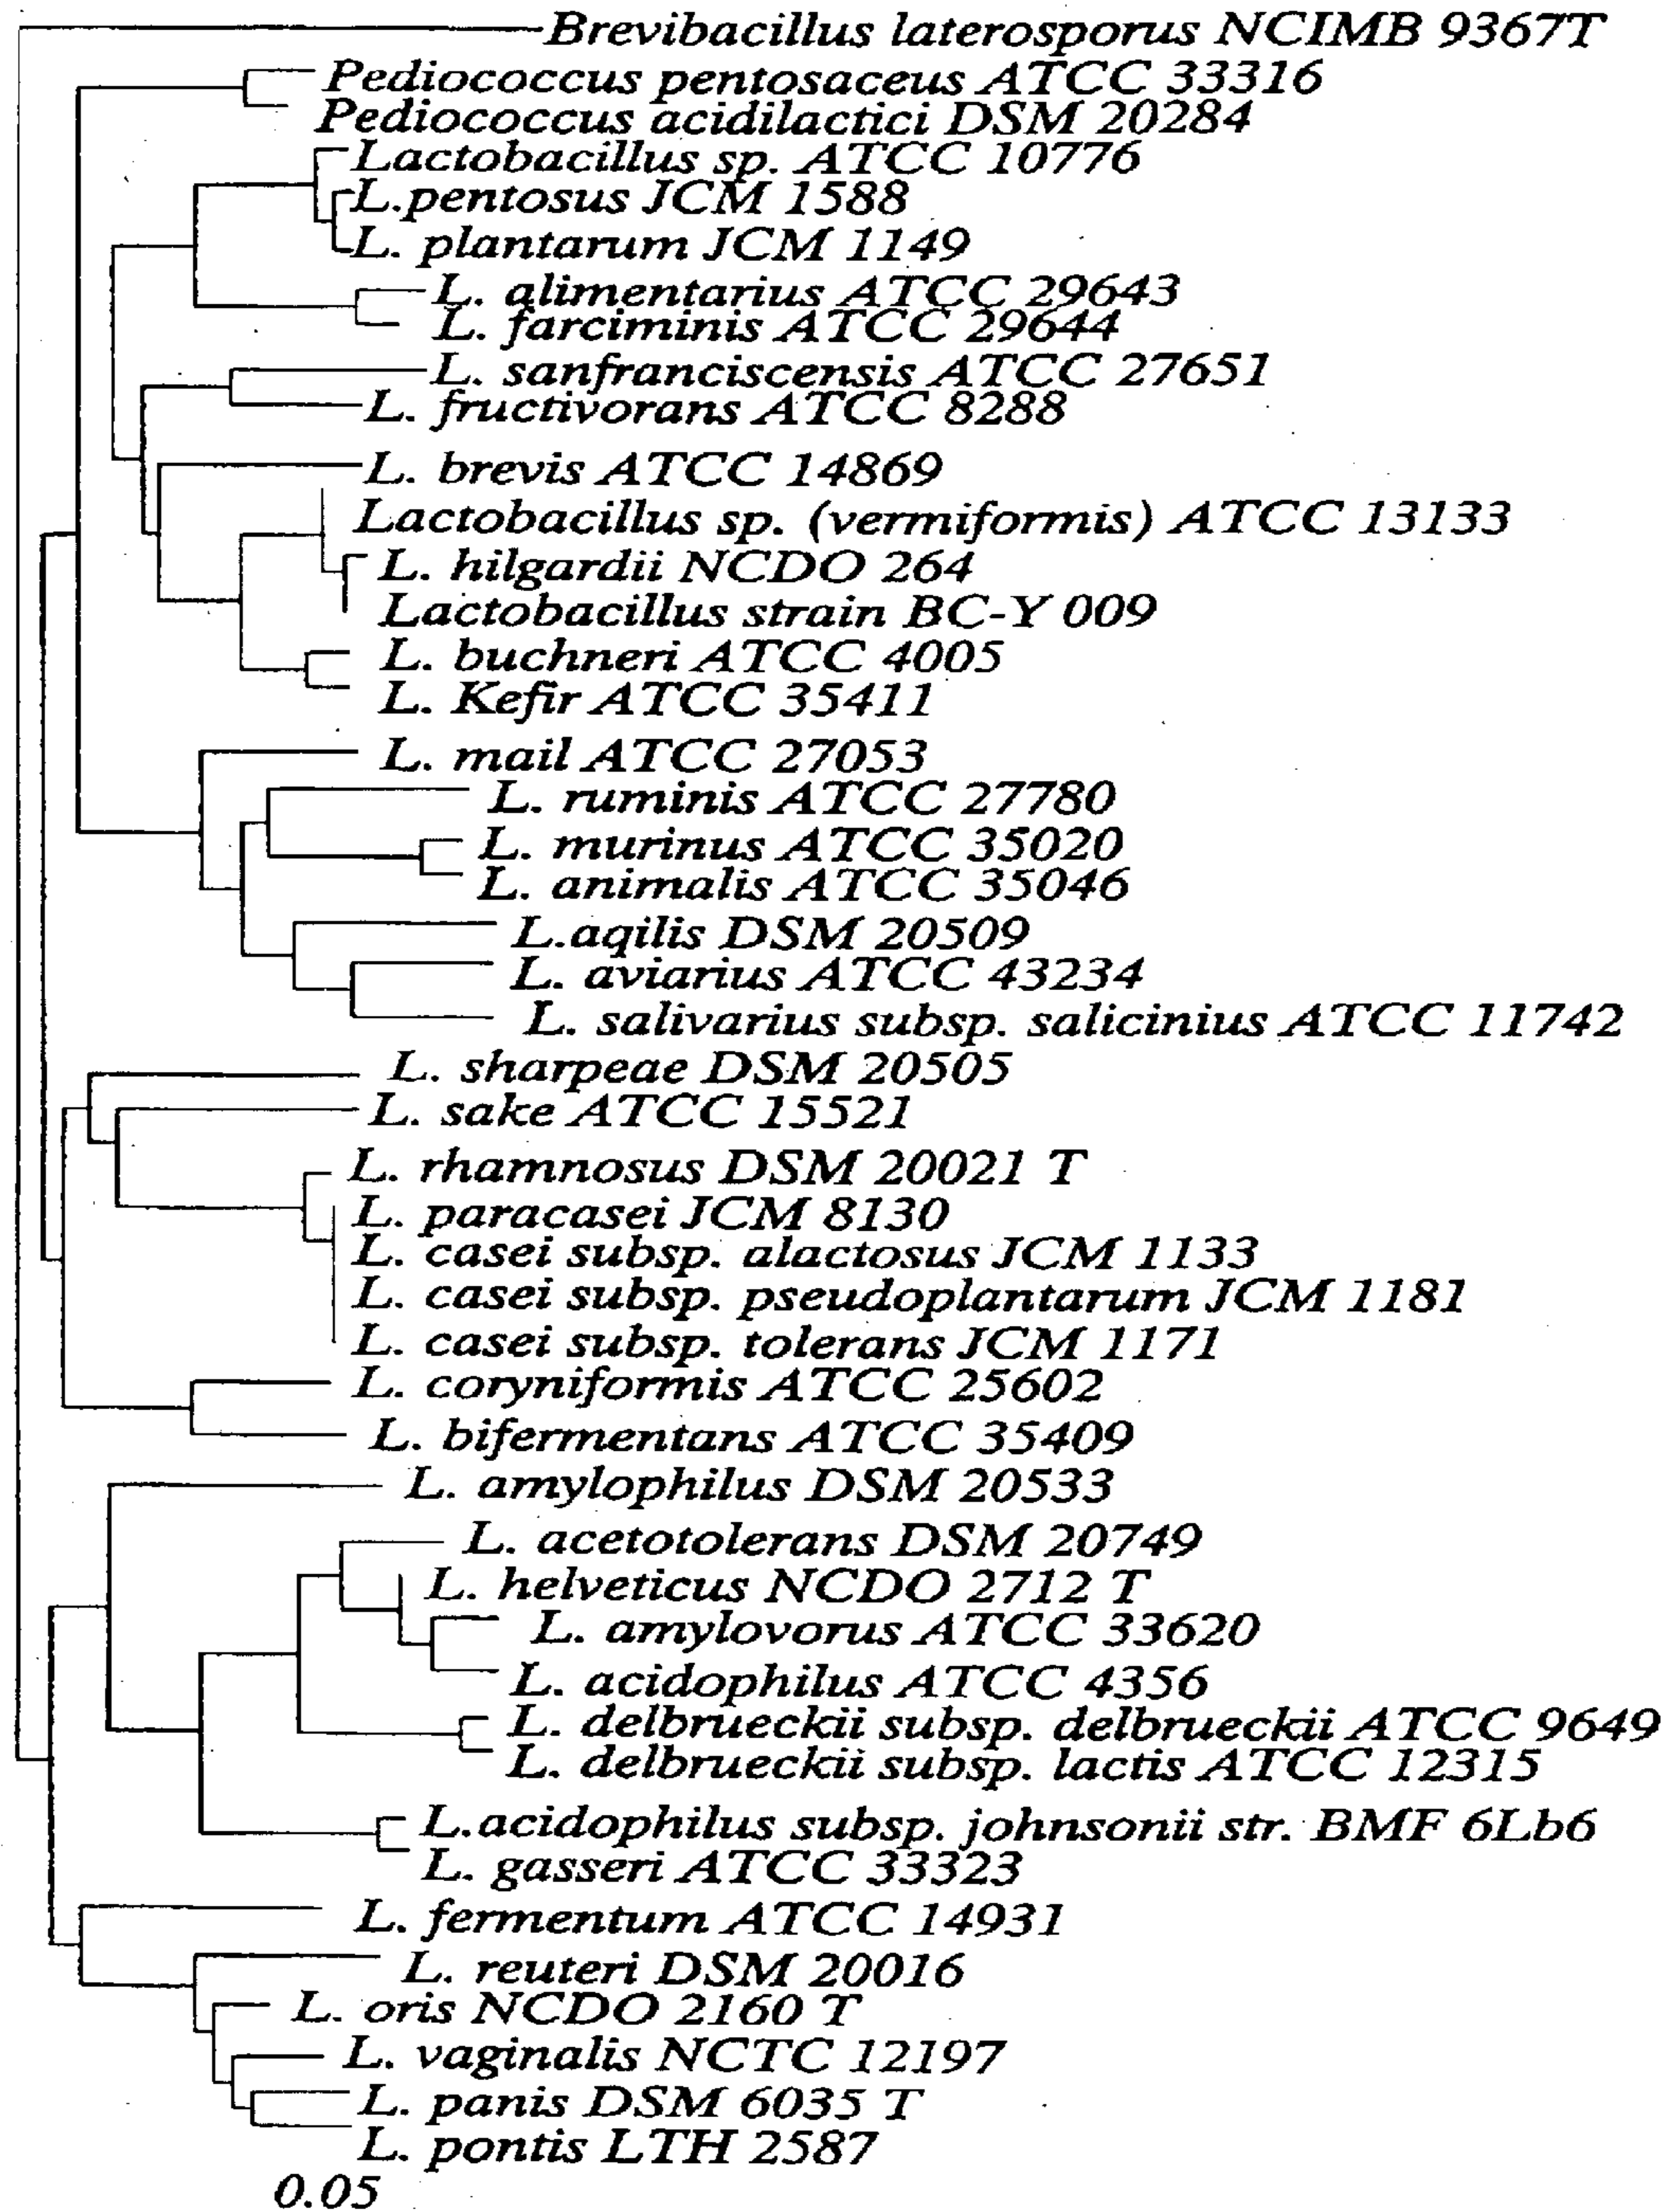 Brevibacillus laterosporus NCIMB 9367T
Pediococcus pentosaceus ATCC 33316
Pediococcus acidilactici DSM 20284
Lactobacillus sp. ATCC 10776
L.pentosus JCM 1588
L. plantarum JCM 1149
L. alimentarius ATCC 29643
L. farciminis ATCC 29644
L. sanfranciscensis ATCC 27651
L. fructivorans ATCC 8288
L. brevis ATCC 14869
Lactobacillus sp. (vermiformis) ATCC 13133
L. hilgardii NCDO 264
Lactobacillus strain BC-Y 009
L. buchneri ATCC 4005
L. Kefir ATCC 35411
L. mail ATCC 27053
L. ruminis ATCC 27780
L. murinus ATCC 35020
L. animalis ATCC 35046
L.aqilis DSM 20509
L. aviarius ATCC 43234
L. salivarius subsp. salicinius ATCC 11742
L. sharpeae DSM 20505
L. sake ATCC 15521
L. rhamnosus DSM 20021 T
L. paracasei JCM 8130
L. casei subsp. alactosus JCM 1133
L. casei subsp. pseudoplantarum JCM 1181
L. casei subsp. tolerans JCM 1171
L. coryniformis ATCC 25602
L. bifermentans ATCC 35409
L. amylophilus DSM 20533
L. acetotolerans DSM 20749
L. helveticus NCDO 2712 T
L. amylovorus ATCC 33620
L. acidophilus ATCC 4356
L. delbrueckii subsp. delbrueckii ATCC 9649
L. delbrueckii subsp. lactis ATCC 12315
L.acidophilus subsp. johnsonii str. BMF 6Lb6
L. gasseri ATCC 33323
L. fermentum ATCC 14931
L. reuteri DSM 20016
L. oris NCDO 2160 T
L. vaginalis NCTC 12197
L. panis DSM 6035 T
L. pontis LTH 2587
0.05